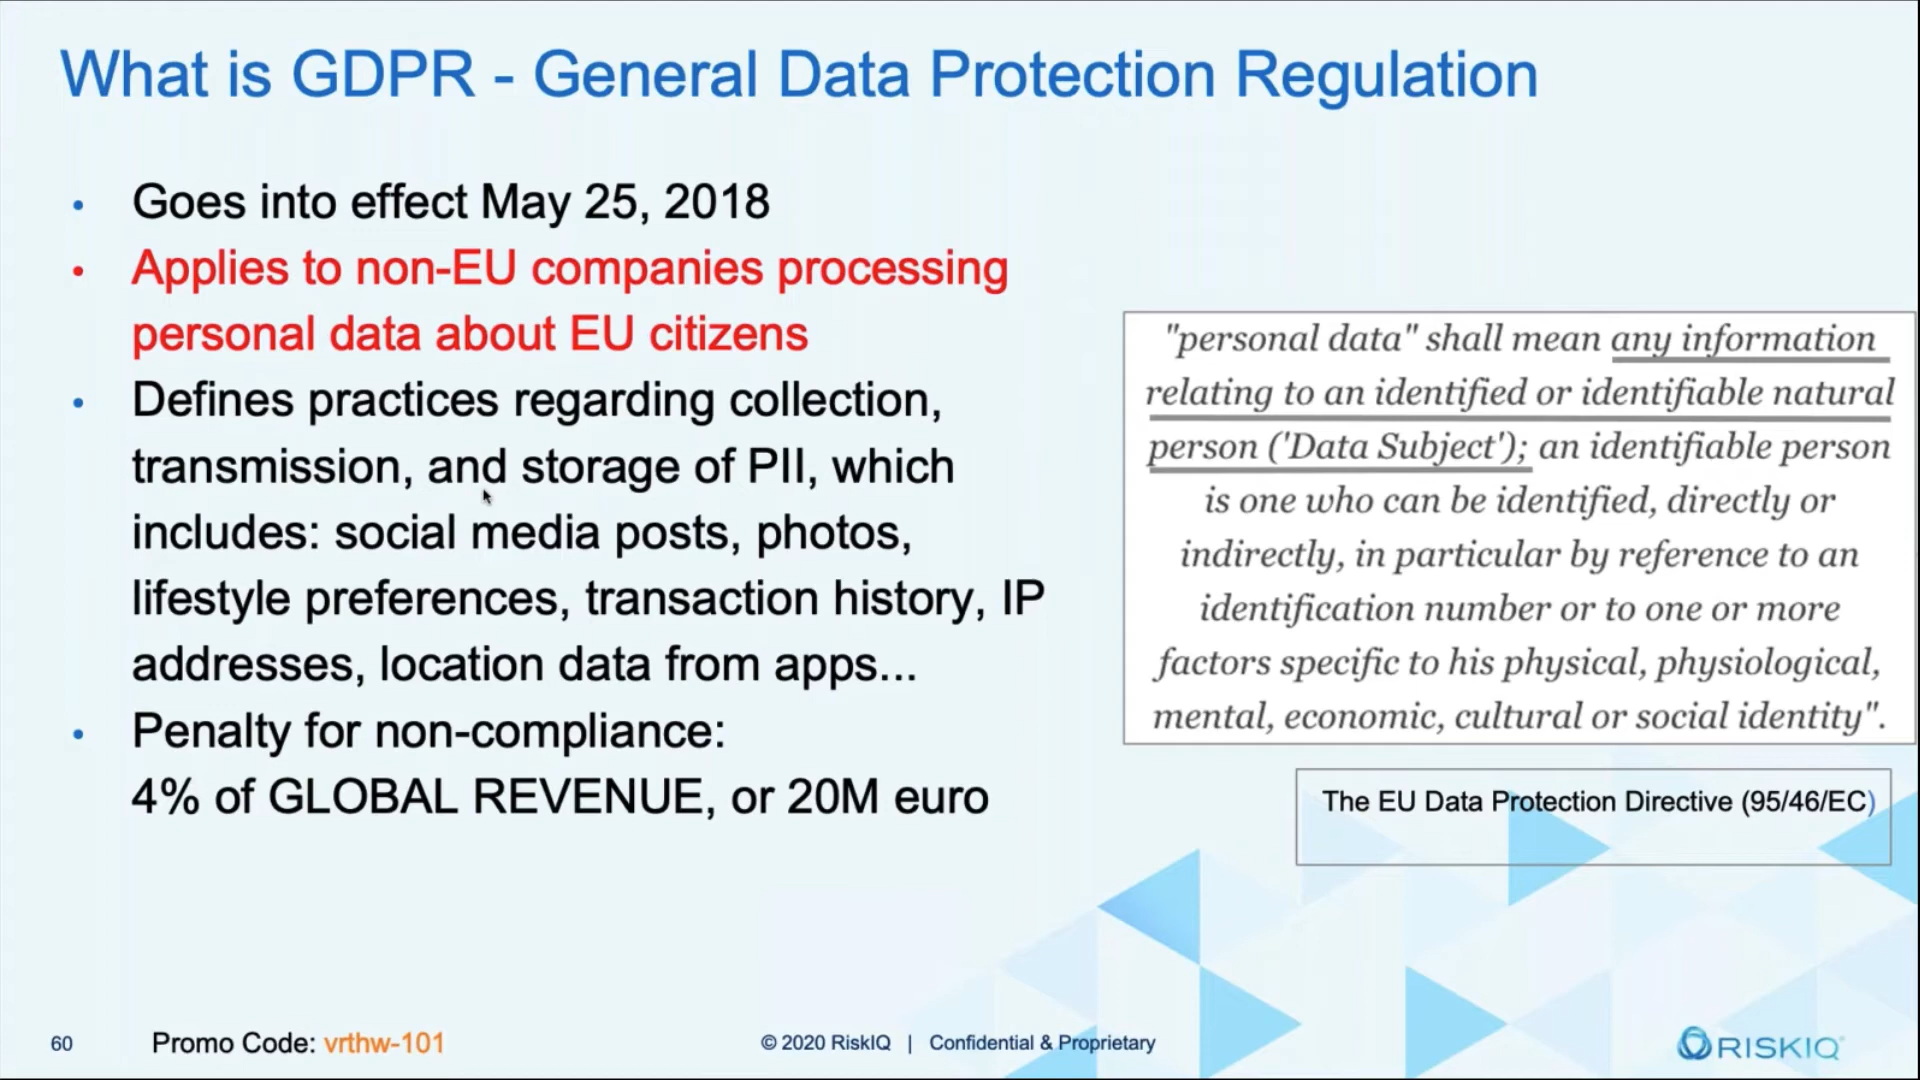 What is GDPR - General Data Protection Regulation
• Goes into effect May 25, 2018
• Applies to non-EU companies processing
personal data about EU citizens
• Defines practices regarding collection,
transmission, and storage of PII, which
includes: social media posts, photos,
lifestyle preferences, transaction history, IP
addresses, location data from apps...
• Penalty for non-compliance:
4% of GLOBAL REVENUE, or 20M euro
"personal data" shall mean any information
relating to an identified or identifiable natural
person ('Data Subject'); an identifiable person
is one who can be identified, directly or
indirectly, in particular by reference to an
identification number or to one or more
factors specific to his physical, physiological,
mental, economic, cultural or social identity".
The EU Data Protection Directive (95/46/EC)
60
Promo Code: vrthw-101
© 2020 RiskIQ | Confidential & Proprietary
RISKIQ